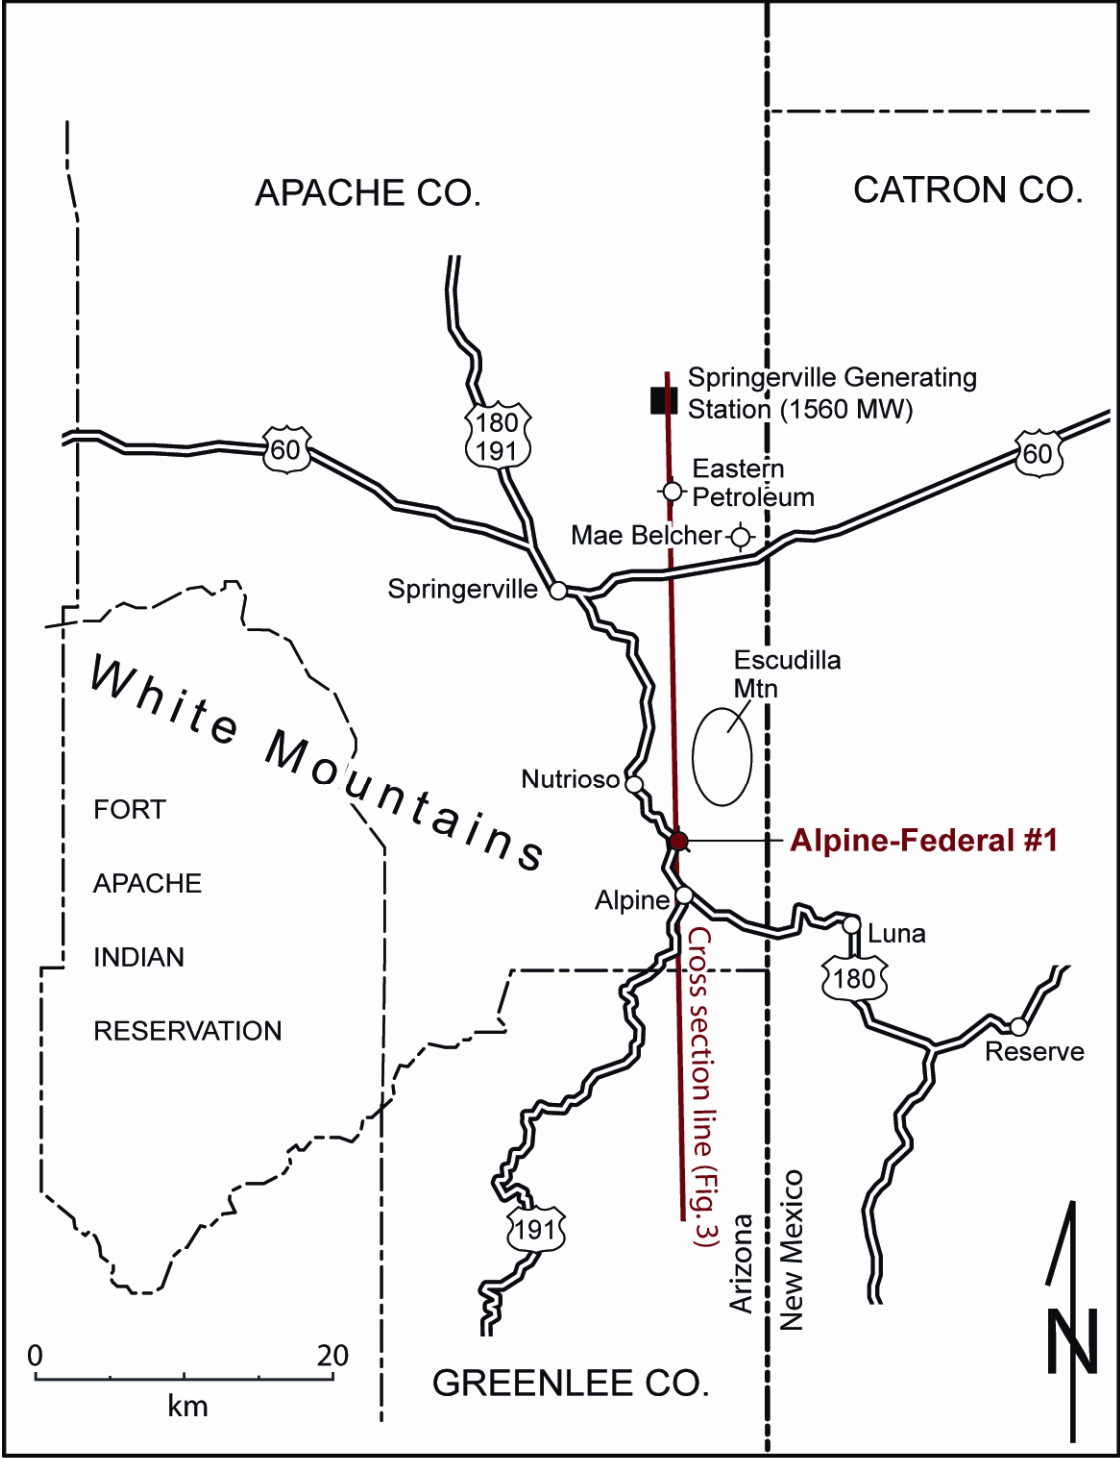 APACHE CO.
CATRON CO.
Springerville Generating
Station (1560 MW)
180
191
60
60
Eastern
Petroleum
Mae Belcher
Springerville
Escudilla
Mtn
White Mountains
Nutrioso
FORT
APACHE
INDIAN
RESERVATION
Alpine-Federal #1
Alpine
Luna
Cross section line (Fig. 3)
180
Reserve
191
Arizona
New Mexico
N
0
20
km
GREENLEE CO.